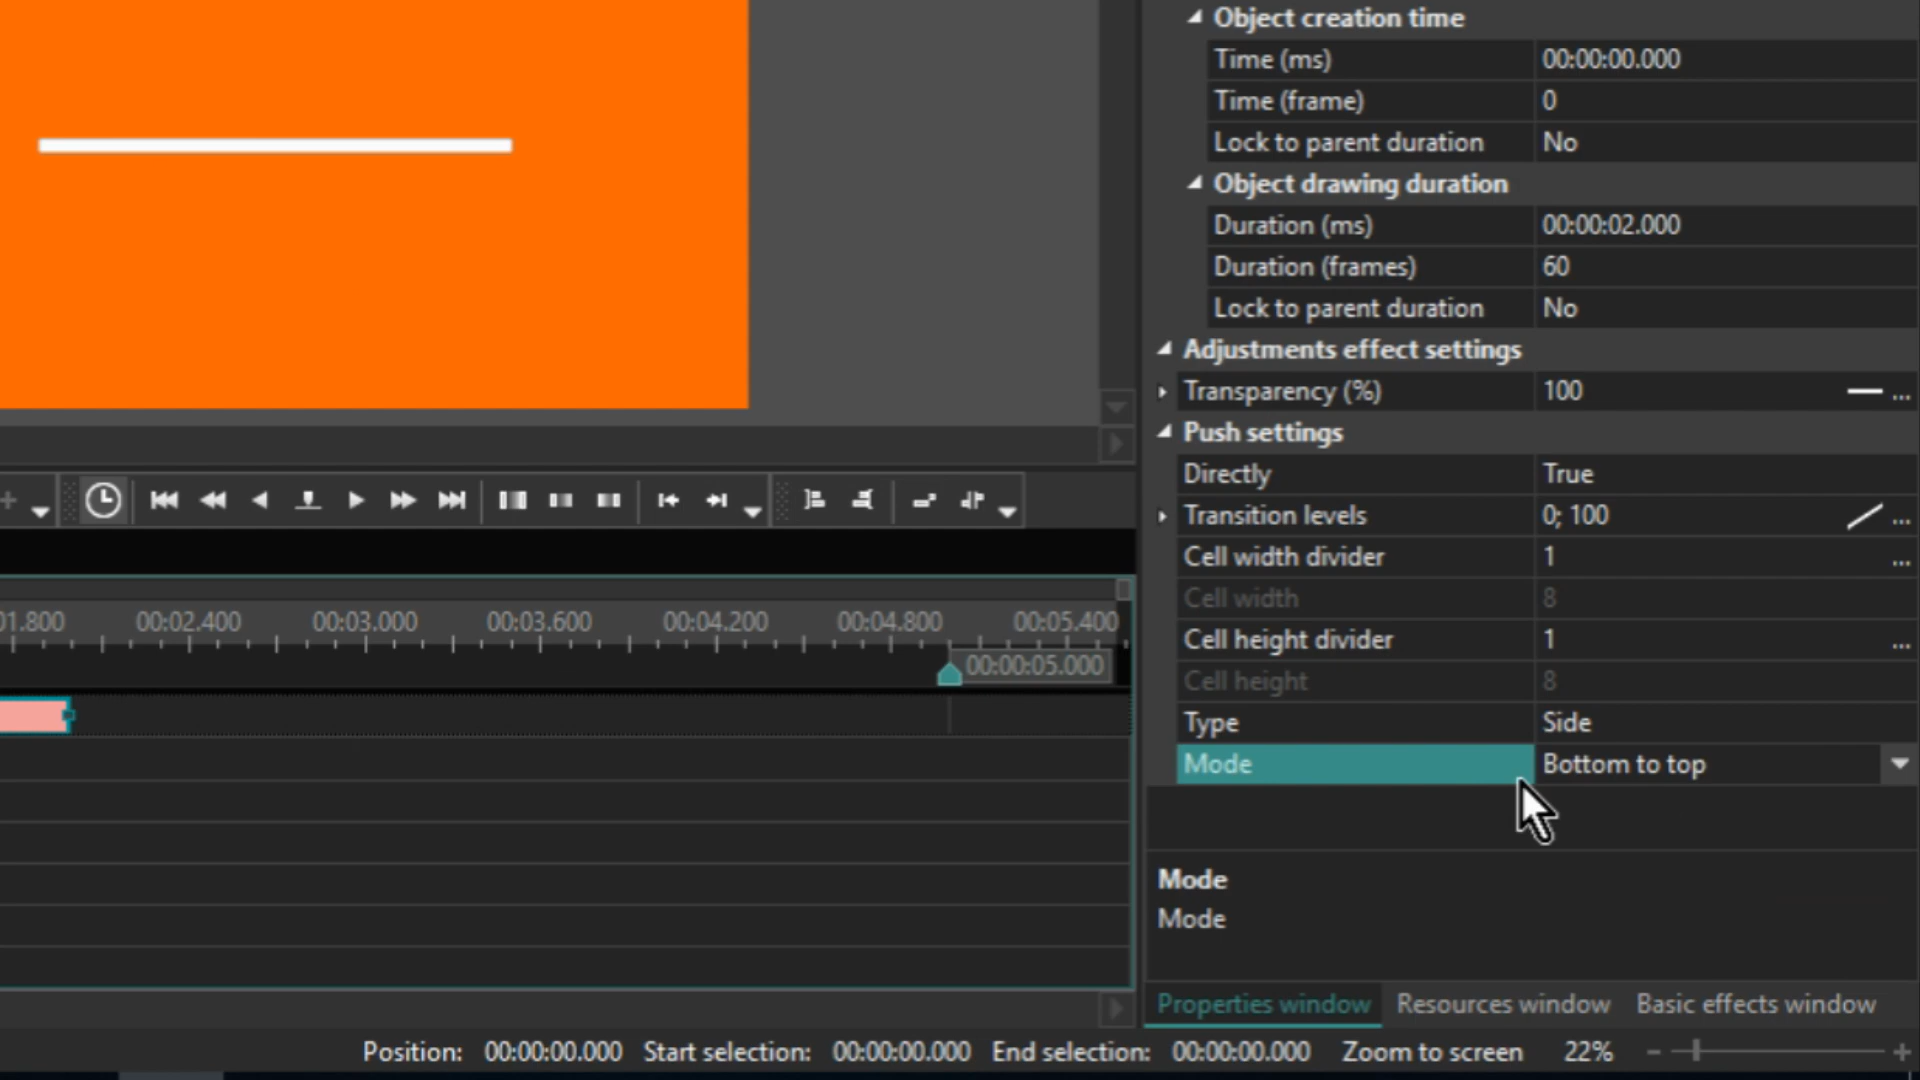 Object creation time
Time (ms) 00:00:00.000
Time (frame) 0
Lock to parent duration No
Object drawing duration
Duration (ms) 00:00:02.000
Duration (frames) 60
Lock to parent duration No
Adjustments effect settings
Transparency (%) 100 ...
Push settings
Directly True
Transition levels 0; 100 ...
Cell width divider 1 ...
Cell width 8
Cell height divider 1 ...
Cell height 8
Type Side
Mode Bottom to top
Mode
Mode
Properties window Resources window Basic effects window
01.800 00:02.400 00:03.000 00:03.600 00:04.200 00:04.800 00:05.400
00:00:05.000
Position: 00:00:00.000 Start selection: 00:00:00.000 End selection: 00:00:00.000 Zoom to screen 22%